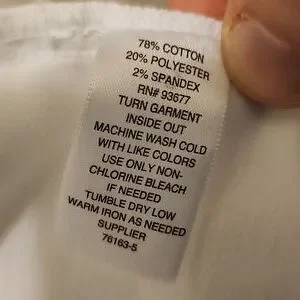 78% COTTON
20% POLYESTER
2% SPANDEX
RN# 93677
TURN GARMENT
INSIDE OUT
MACHINE WASH COLD
WITH LIKE COLORS
USE ONLY NON-
CHLORINE BLEACH
IF NEEDED
TUMBLE DRY LOW
WARM IRON AS NEEDED
SUPPLIER
76163-5